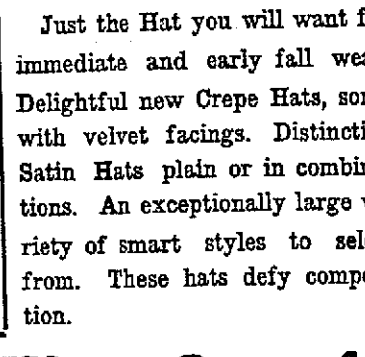 Just the Hat you will want f
immediate and early fall wea
Delightful new Crepe Hats, som
with velvet facings. Distincti
Satin Hats plain or in combin
tions. An exceptionally large v
riety of smart styles to sele
from. These hats defy compe
tion.